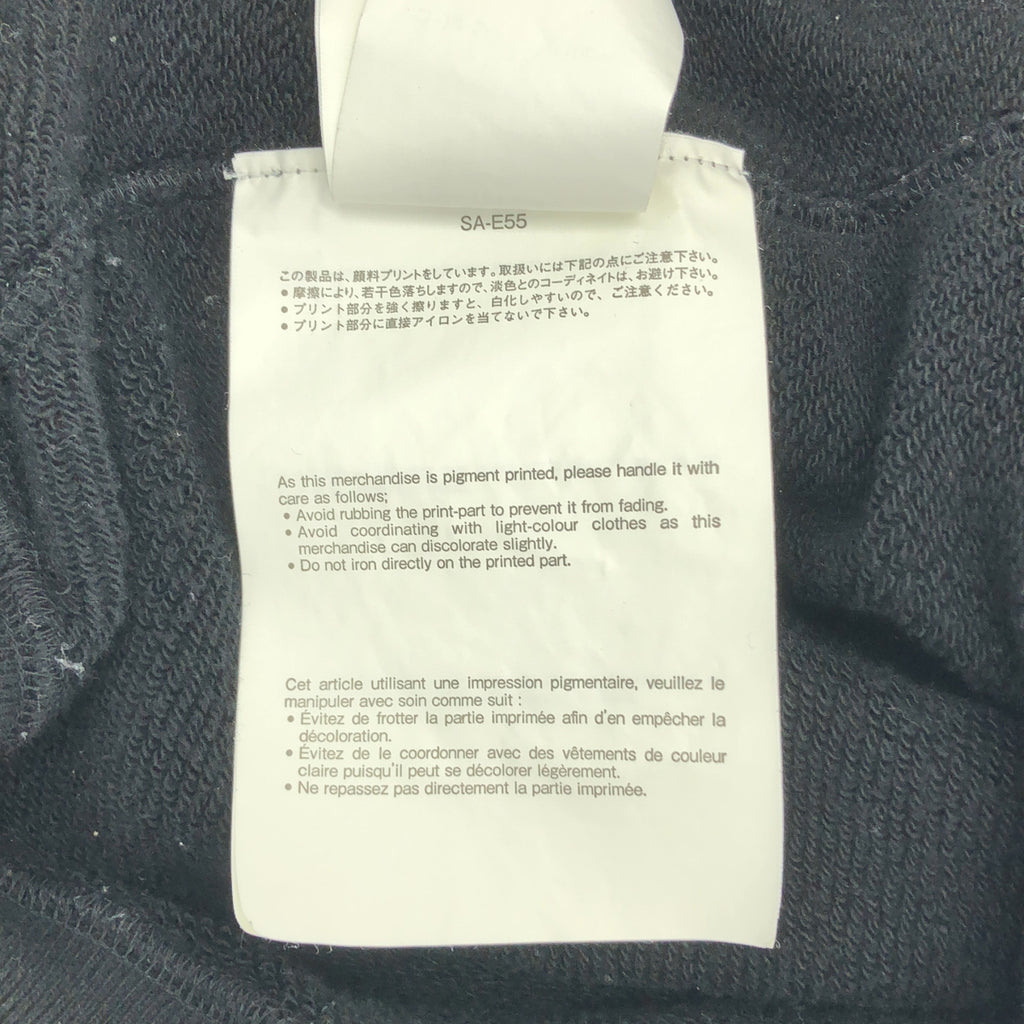 SA-E55
この製品は、顔料プリントをしています。取扱いには下記の点にご注意下さい。
● 摩擦により、若干色落ちしますので、淡色とのコーディネイトは、お避け下さい。
● プリント部分を強く擦りますと、白化しやすいので、ご注意ください。
● プリント部分に直接アイロンを当てないで下さい。
As this merchandise is pigment printed, please handle it with
care as follows;
● Avoid rubbing the print-part to prevent it from fading.
● Avoid coordinating with light-colour clothes as this
merchandise can discolorate slightly.
● Do not iron directly on the printed part.
Cet article utilisant une impression pigmentaire, veuillez le
manipuler avec soin comme suit :
● Évitez de frotter la partie imprimée afin d'en empêcher la
décoloration.
● Évitez de le coordonner avec des vêtements de couleur
claire puisqu'il peut se décolorer légèrement.
● Ne repassez pas directement la partie imprimée.